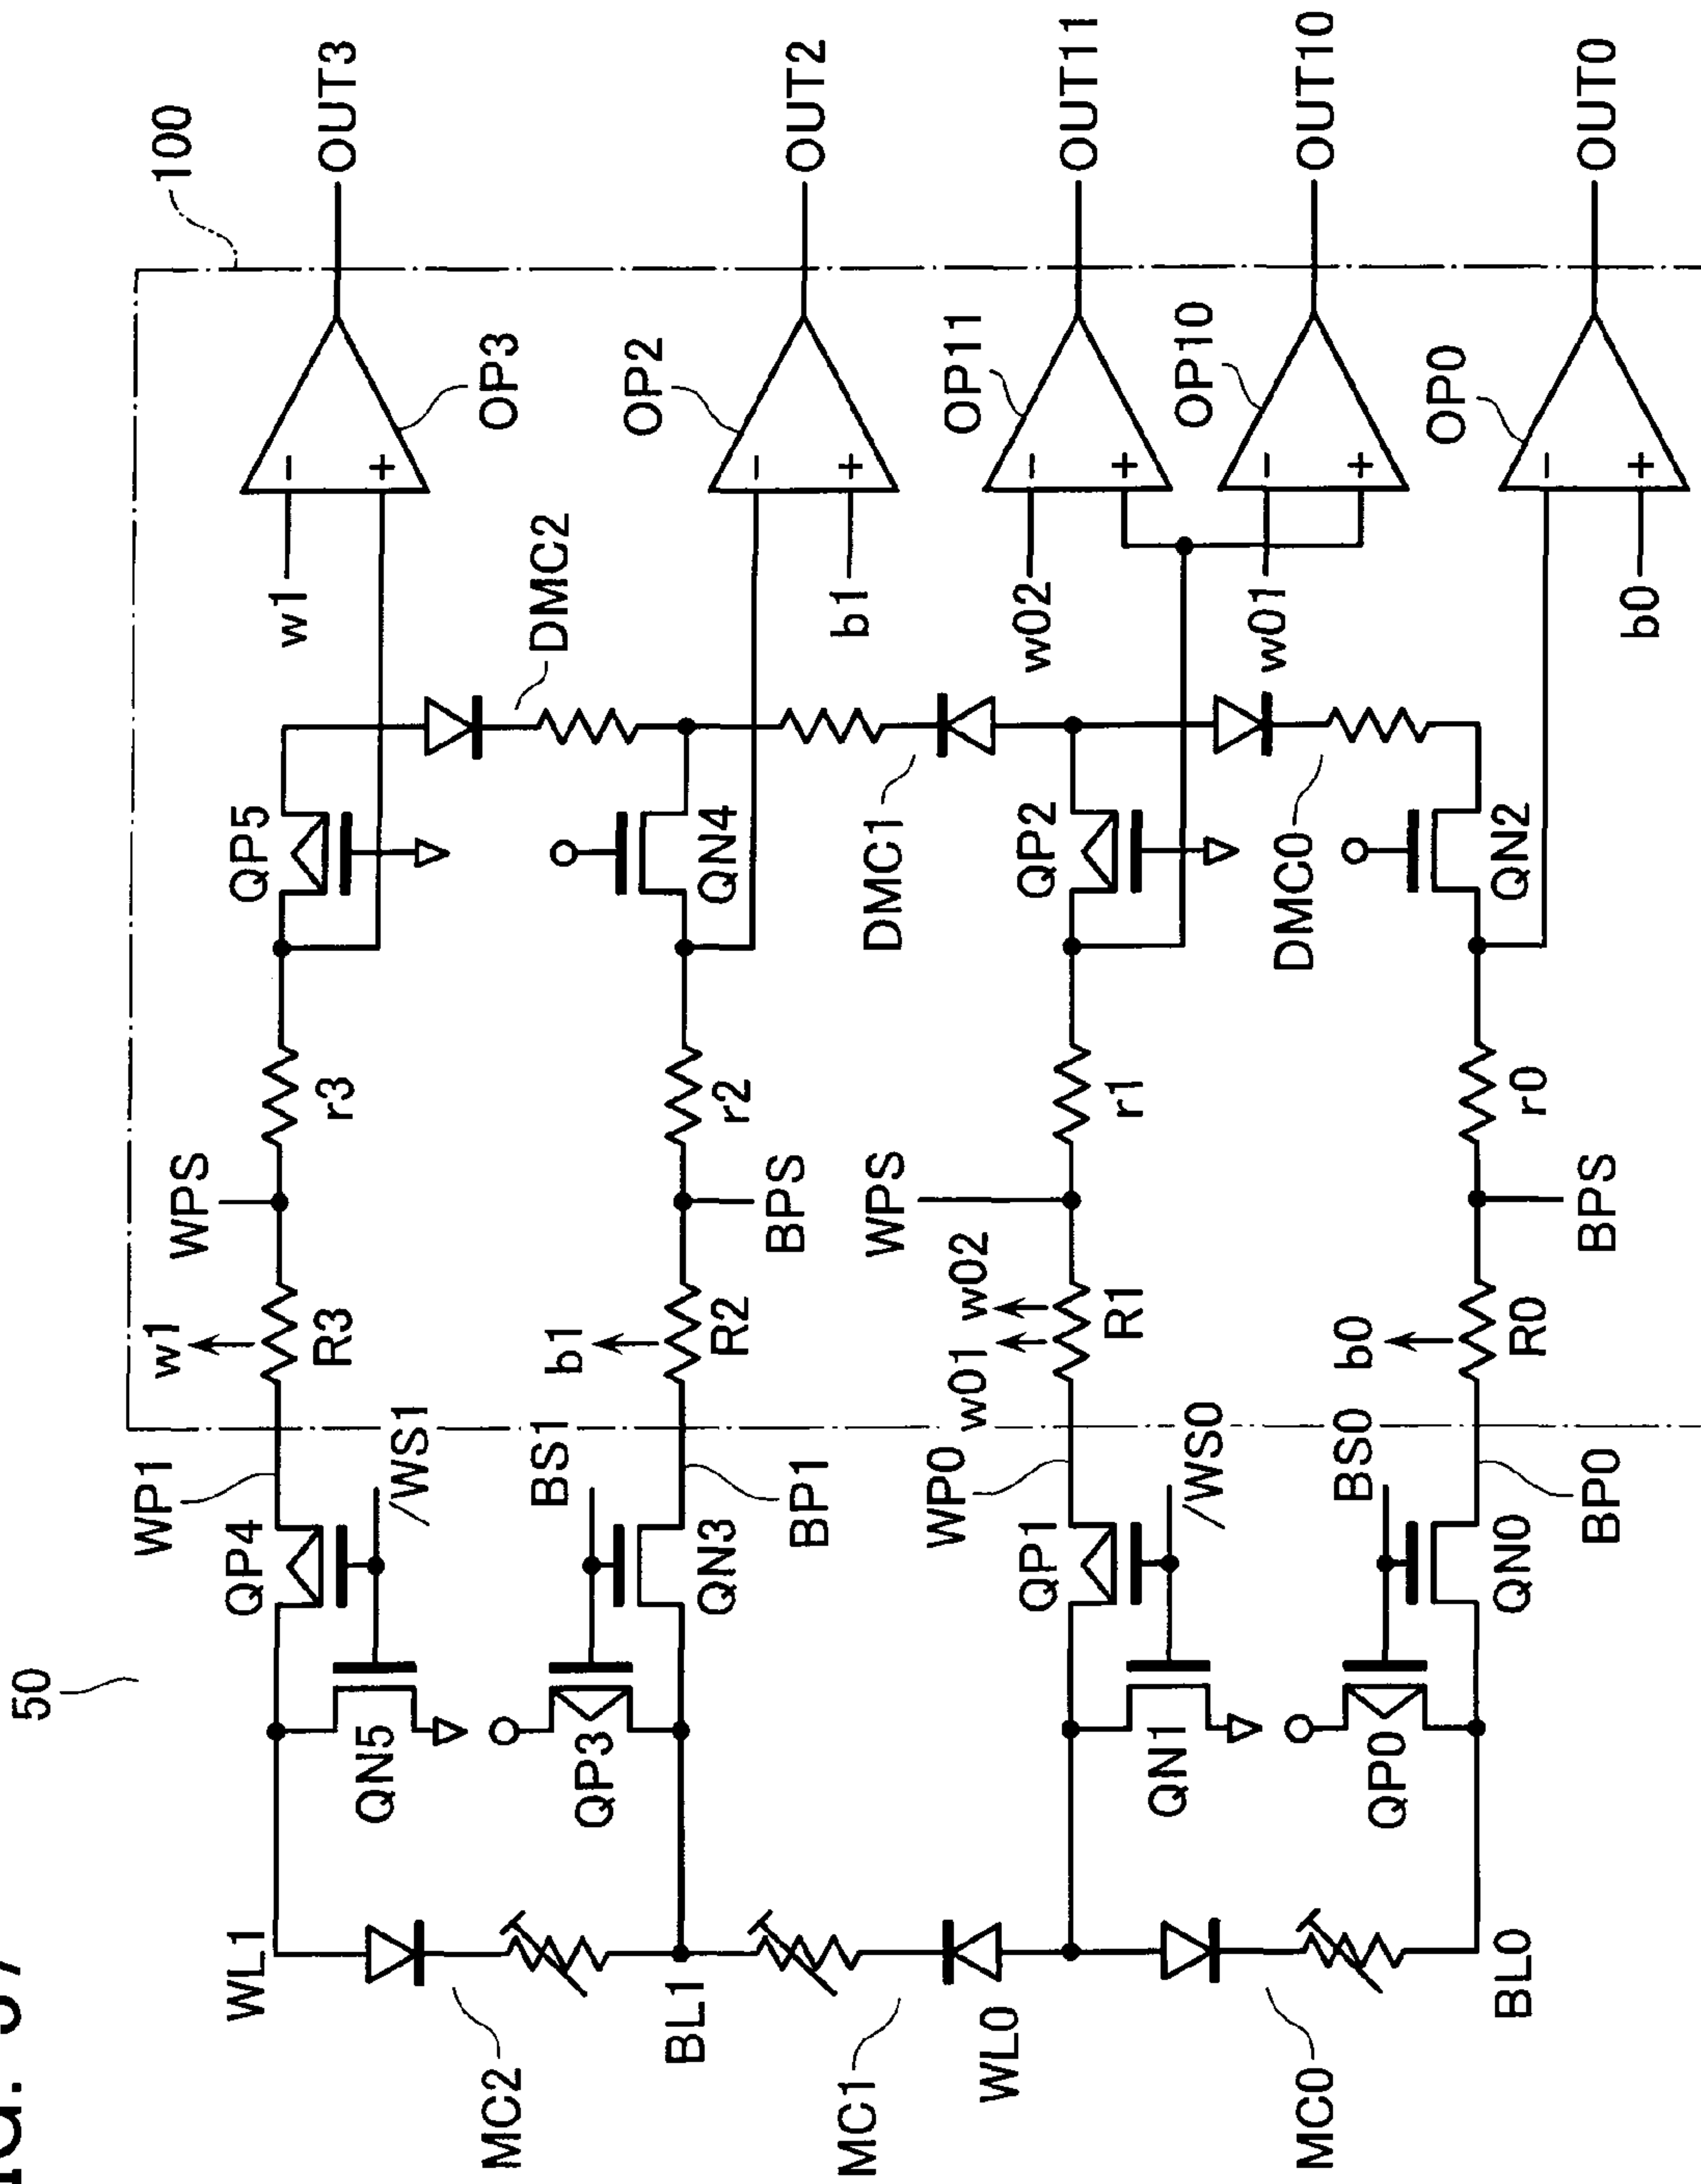 50
100
WP1
w1
WPS
QP4
R3
r3
QP5
OUT3
/WS1
w1
OP3
WL1
QN5
BS1
b1
DMC2
OP2
OUT2
QP3
QN3
R2
r2
QN4
MC2
BL1
BP1
BPS
b1
WP0
w01
w02
WPS
DMC1
OP11
OUT11
QP1
R1
r1
QP2
w02
MC1
WL0
QN1
/WS0
OP10
OUT10
w01
BS0
b0
DMC0
OP0
OUT0
MC0
QP0
QN0
R0
r0
QN2
BL0
BP0
BPS
b0